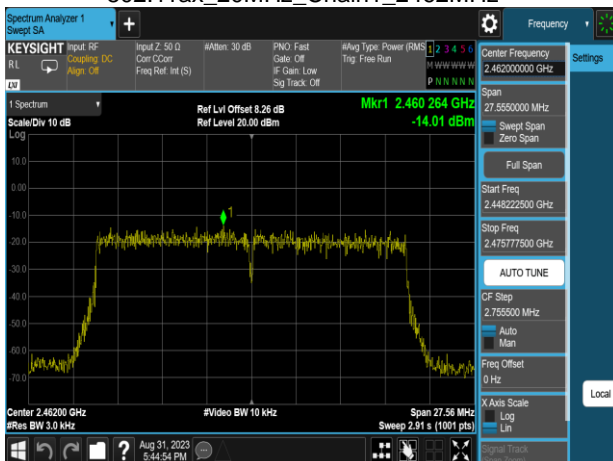 Spectrum Analyzer 1
Swept SA
+
Frequency
KEYSIGHT
RL
LXI
Input: RF
Coupling: DC
Align: Off
Input Z: 50 Ω
Corr CCorr
Freq Ref: Int (S)
#Atten: 30 dB
PNO: Fast
Gate: Off
IF Gain: Low
Sig Track: Off
#Avg Type: Power (RMS
Trig: Free Run
1 2 3 4 5 6
M W W W W W
P N N N N N
1 Spectrum
Scale/Div 10 dB
Log
Ref Lvl Offset 8.26 dB
Ref Level 20.00 dBm
Mkr1 2.460 264 GHz
-14.01 dBm
10.0
0.00
-10.0
-20.0
-30.0
-40.0
-50.0
-60.0
-70.0
1
Center 2.46200 GHz
#Res BW 3.0 kHz
#Video BW 10 kHz
Span 27.56 MHz
Sweep 2.91 s (1001 pts)
Aug 31, 2023
5:44:54 PM
?
Center Frequency
2.462000000 GHz
Span
27.5550000 MHz
Swept Span
Zero Span
Full Span
Start Freq
2.448222500 GHz
Stop Freq
2.475777500 GHz
AUTO TUNE
CF Step
2.755500 MHz
Auto
Man
Freq Offset
0 Hz
X Axis Scale
Log
Lin
Signal Track
Settings
Local